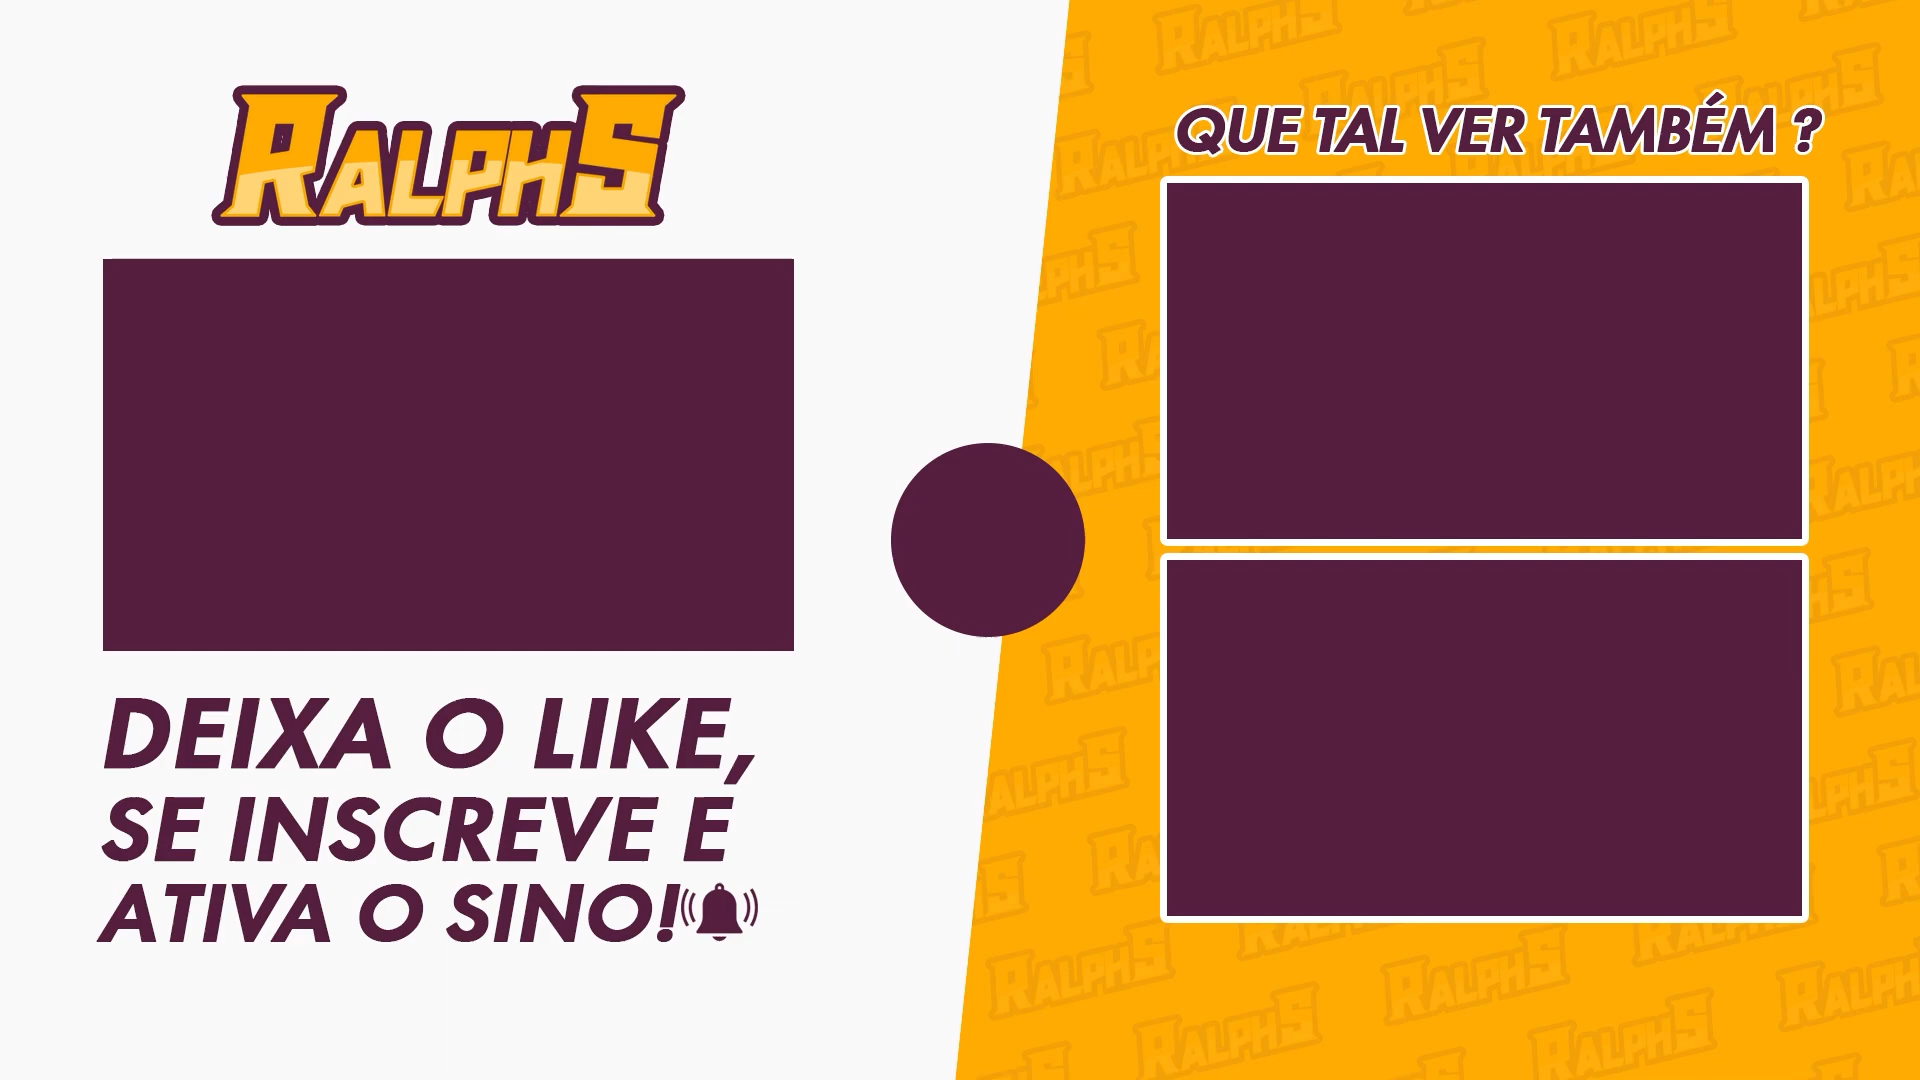 RALPHS
DEIXA O LIKE,
SE INSCREVE E
ATIVA O SINO!
QUE TAL VER TAMBÉM ?